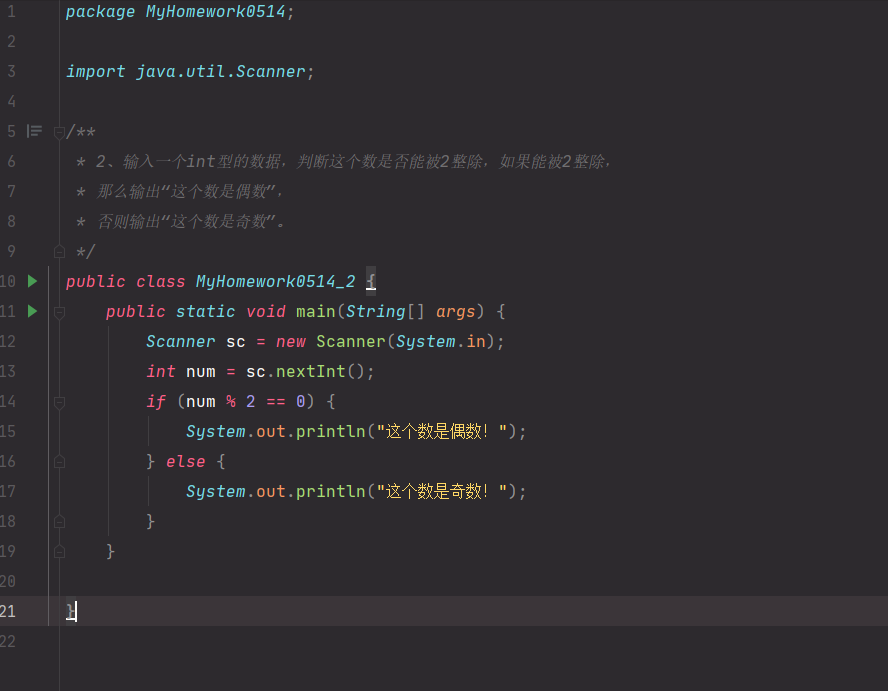 1 package MyHomework0514;
2
3 import java.util.Scanner;
4
5 /**
6 * 2、输入一个int型的数据，判断这个数是否能被2整除，如果能被2整除，
7 * 那么输出“这个数是偶数”，
8 * 否则输出“这个数是奇数”。
9 */
10 public class MyHomework0514_2 {
11 public static void main(String[] args) {
12 Scanner sc = new Scanner(System.in);
13 int num = sc.nextInt();
14 if (num % 2 == 0) {
15 System.out.println("这个数是偶数！");
16 } else {
17 System.out.println("这个数是奇数！");
18 }
19 }
20
21 }
22